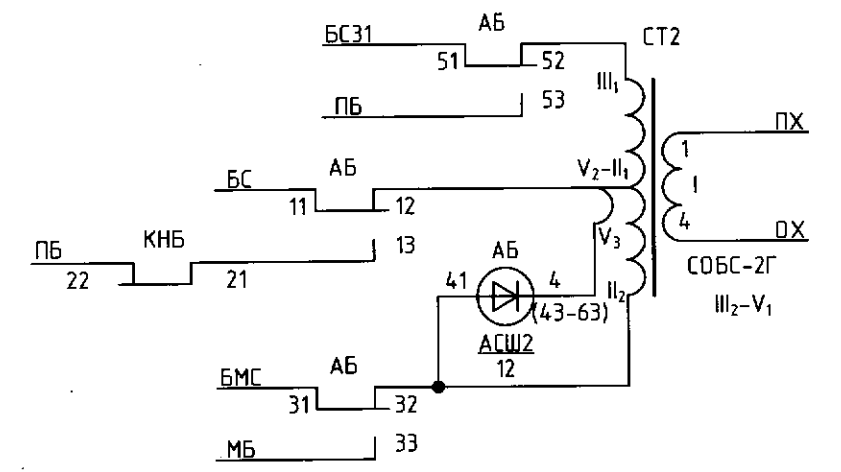 БСЗ1
АБ
СТ2
51
52
III₁
ПБ
53
ПХ
1
V₂-II₁
I
БС
АБ
11
12
4
ОХ
ПБ
КНБ
13
V₃
22
21
АБ
СОБС-2Г
41
4
II₂
(43-63)
III₂-V₁
АСШ2
12
БМС
АБ
31
32
МБ
33